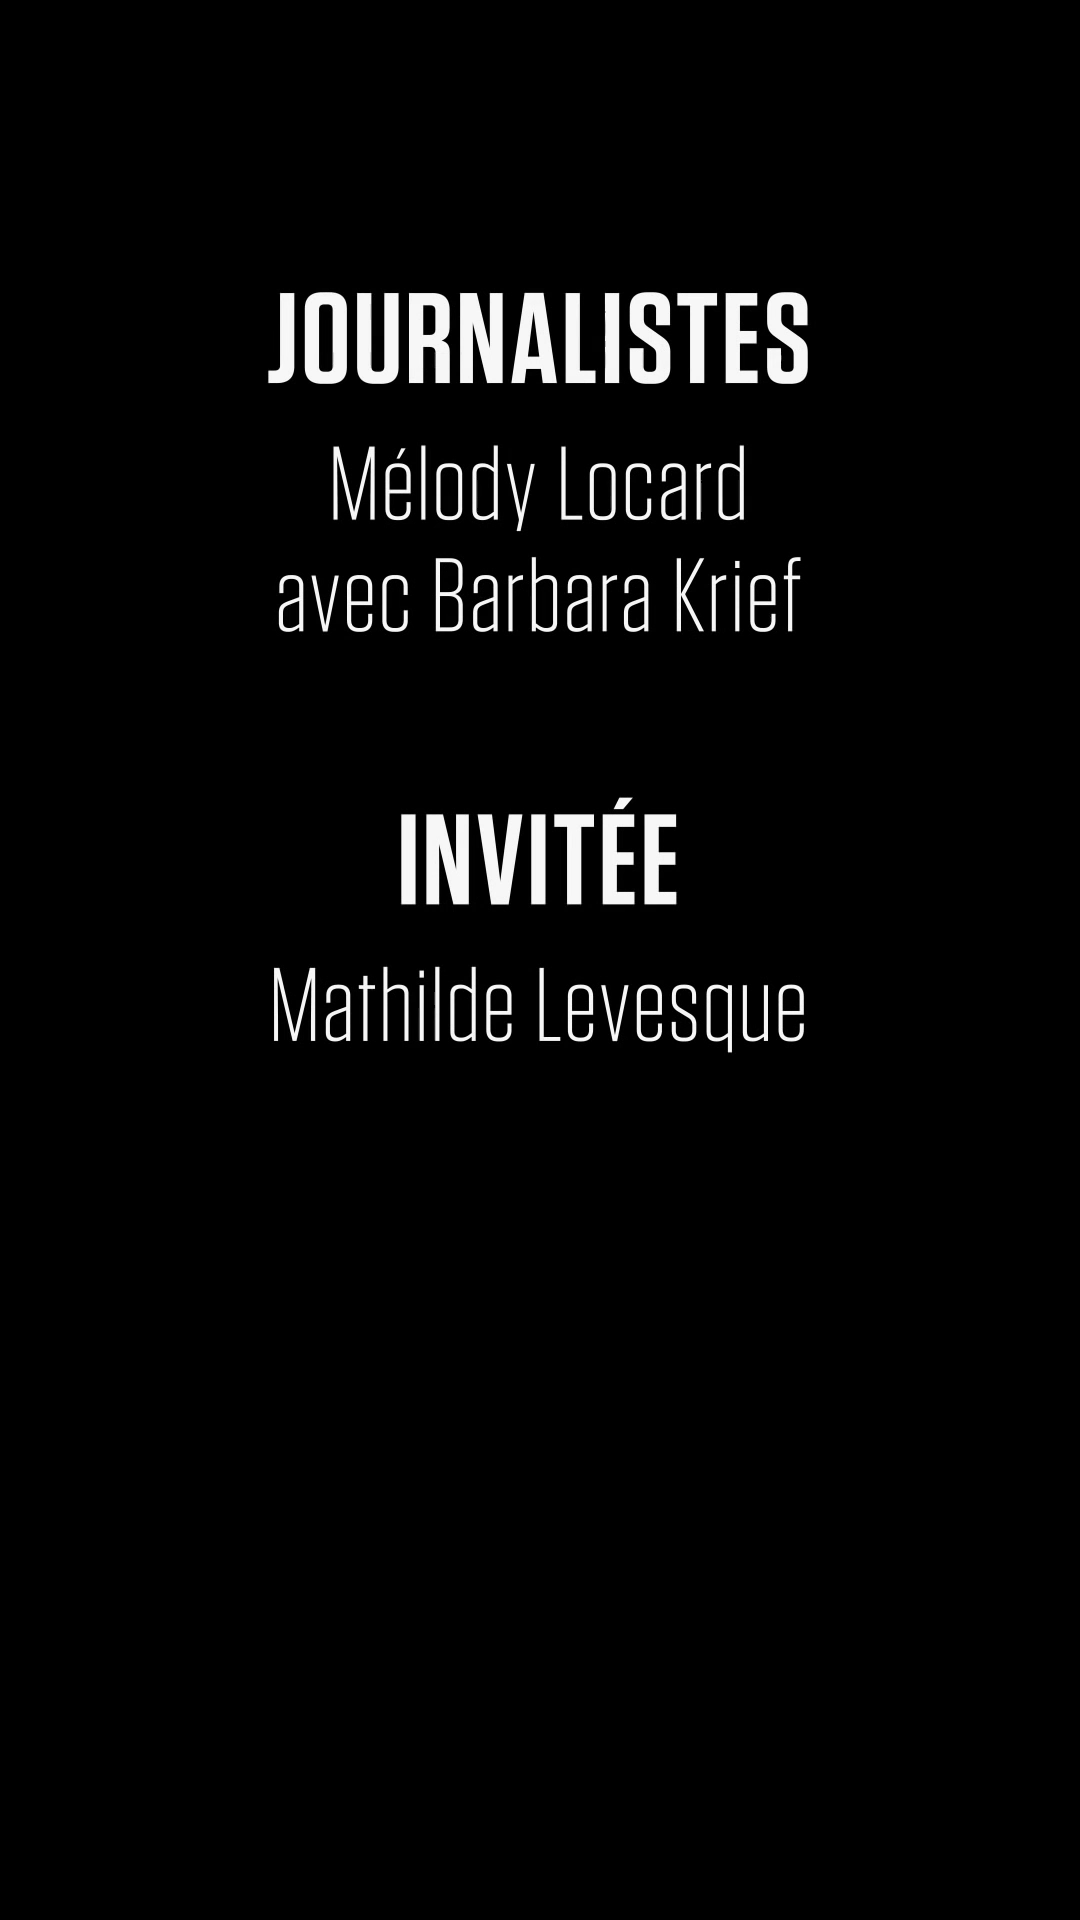 JOURNALISTES
Mélody Locard
avec Barbara Krief
INVITÉE
Mathilde Levesque